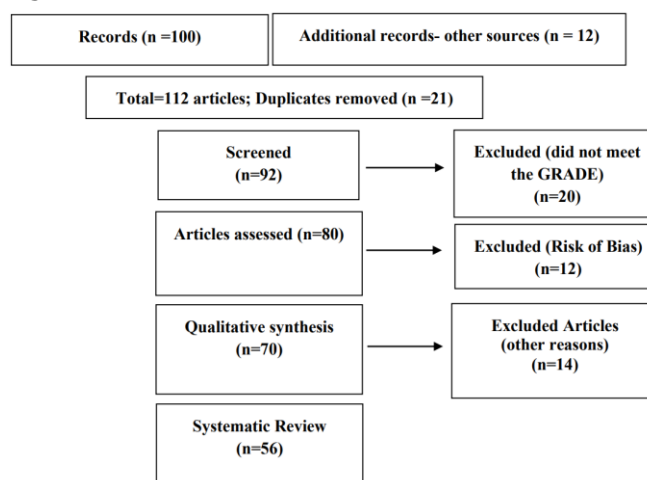 Records (n =100)
Additional records- other sources (n = 12)
Total=112 articles; Duplicates removed (n =21)
Screened
(n=92)
Excluded (did not meet
the GRADE)
(n=20)
Articles assessed (n=80)
Excluded (Risk of Bias)
(n=12)
Qualitative synthesis
(n=70)
Excluded Articles
(other reasons)
(n=14)
Systematic Review
(n=56)